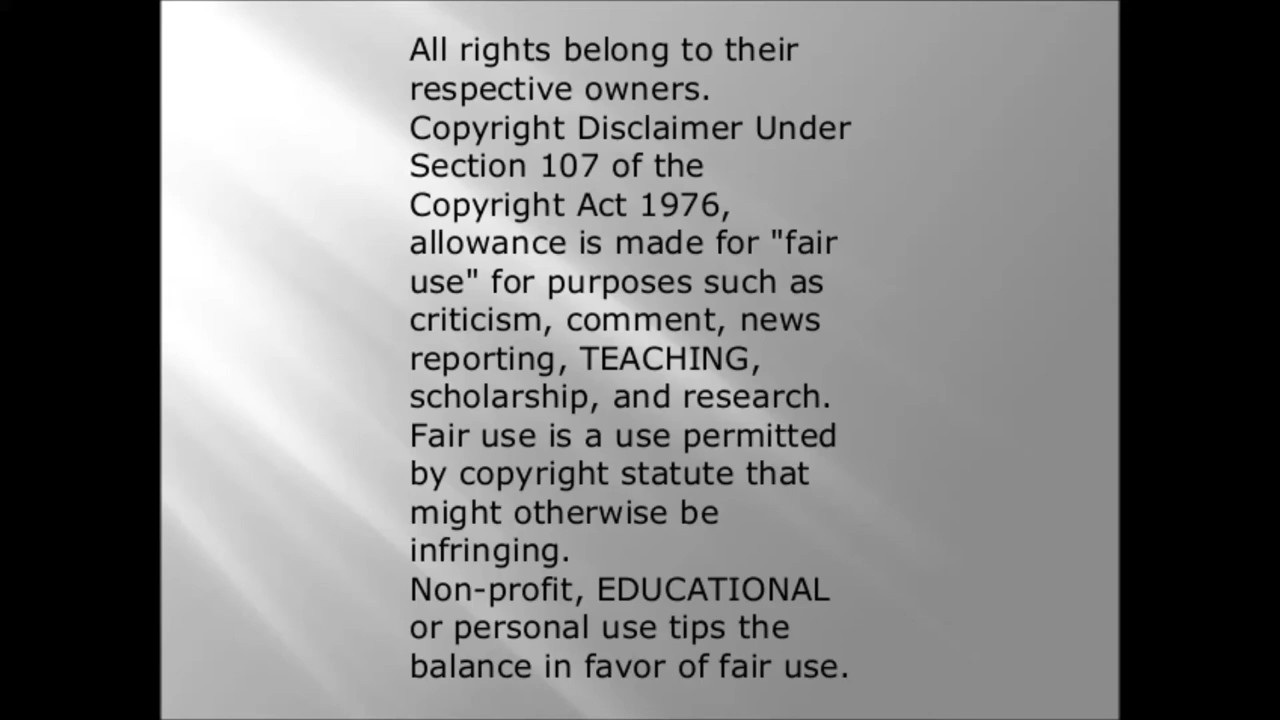 All rights belong to their
respective owners.
Copyright Disclaimer Under
Section 107 of the
Copyright Act 1976,
allowance is made for "fair
use" for purposes such as
criticism, comment, news
reporting, TEACHING,
scholarship, and research.
Fair use is a use permitted
by copyright statute that
might otherwise be
infringing.
Non-profit, EDUCATIONAL
or personal use tips the
balance in favor of fair use.